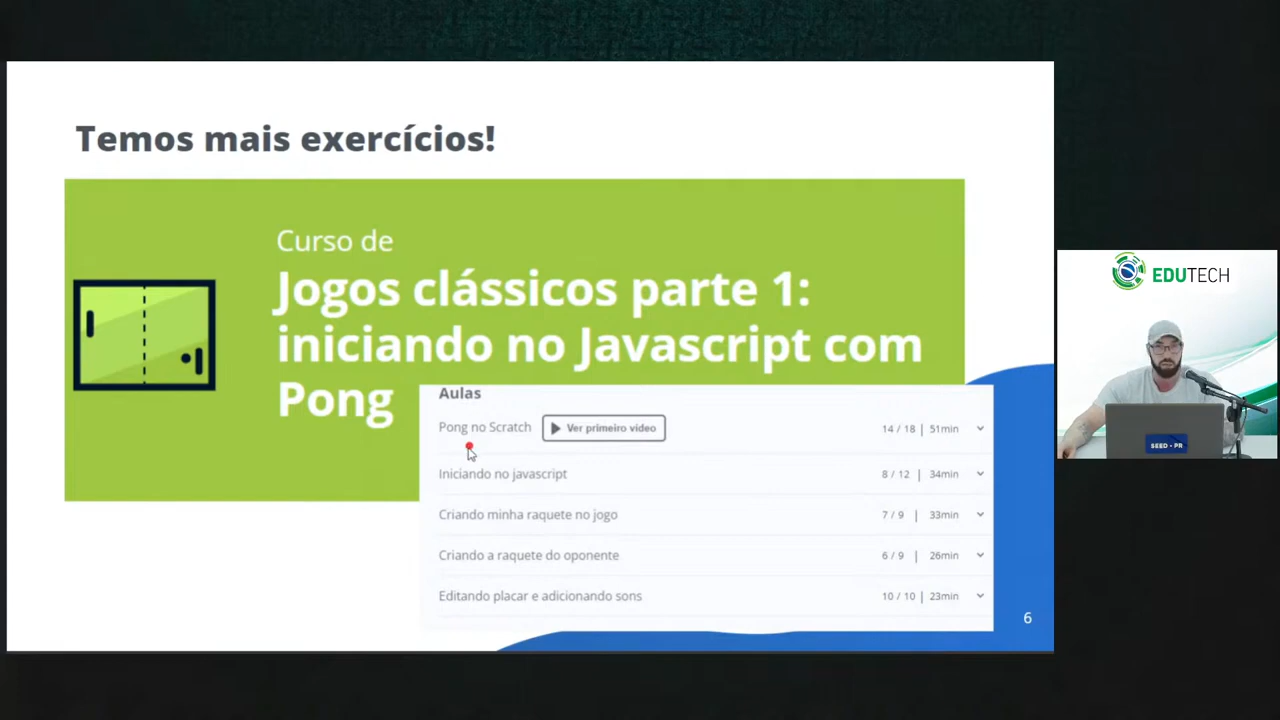 Temos mais exercícios!
Curso de
Jogos clássicos parte 1:
iniciando no Javascript com
Pong
Aulas
Pong no Scratch Ver primeiro vídeo 14 / 18 | 51min
Iniciando no javascript 8 / 12 | 34min
Criando minha raquete no jogo 7 / 9 | 33min
Criando a raquete do oponente 6 / 9 | 26min
Editando placar e adicionando sons 10 / 10 | 23min
6
EDUTECH
SEED - PR